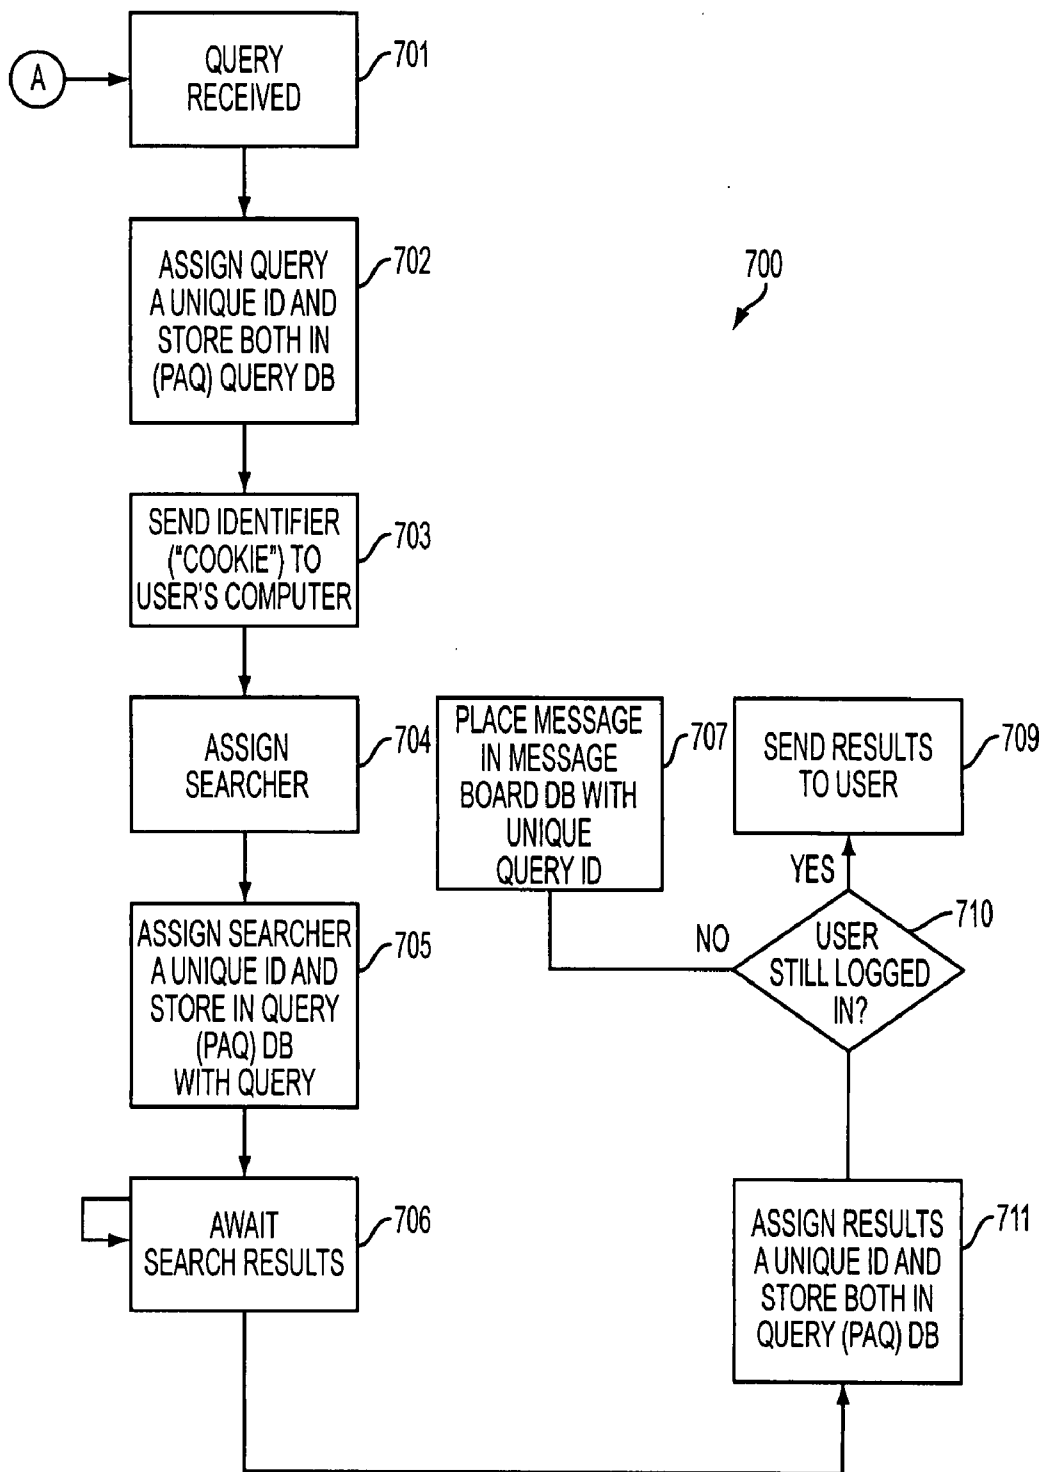 A
QUERY
RECEIVED
701
ASSIGN QUERY
A UNIQUE ID AND
STORE BOTH IN
(PAQ) QUERY DB
702
700
SEND IDENTIFIER
("COOKIE") TO
USER'S COMPUTER
703
ASSIGN
SEARCHER
704
PLACE MESSAGE
IN MESSAGE
BOARD DB WITH
UNIQUE
QUERY ID
707
SEND RESULTS
TO USER
709
YES
ASSIGN SEARCHER
A UNIQUE ID AND
STORE IN QUERY
(PAQ) DB
WITH QUERY
705
NO
USER
STILL LOGGED
IN?
710
AWAIT
SEARCH RESULTS
706
ASSIGN RESULTS
A UNIQUE ID AND
STORE BOTH IN
QUERY (PAQ) DB
711